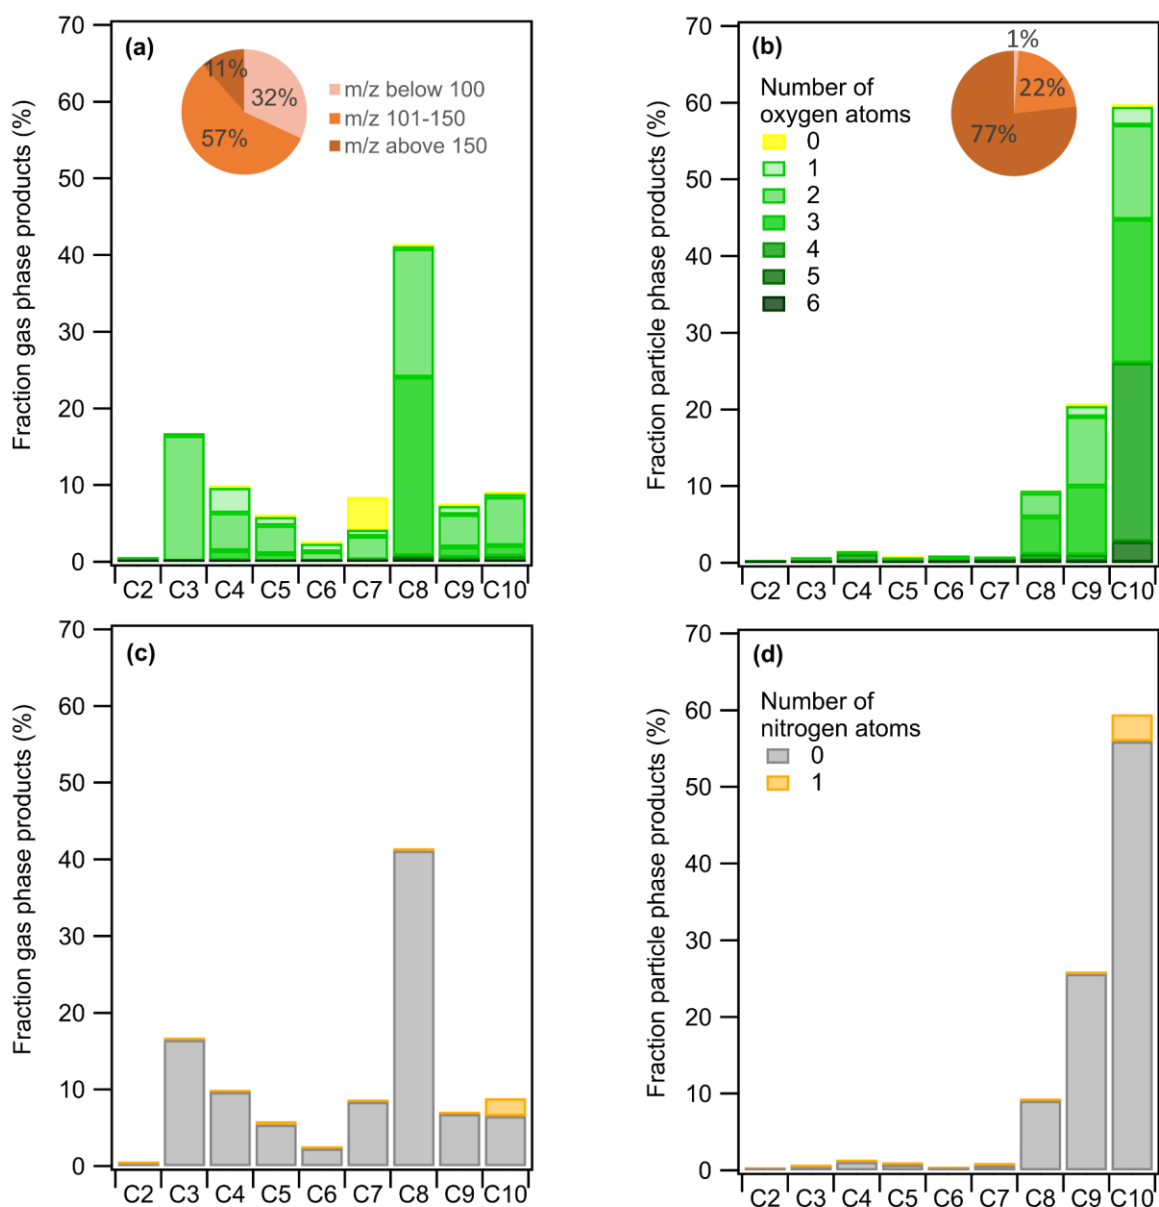 (a)
70
60
50
40
30
20
10
0
Fraction gas phase products (%)
11%
32%
57%
m/z below 100
m/z 101-150
m/z above 150
C2 C3 C4 C5 C6 C7 C8 C9 C10
(b)
70
60
50
40
30
20
10
0
Fraction particle phase products (%)
Number of
oxygen atoms
0
1
2
3
4
5
6
1%
22%
77%
C2 C3 C4 C5 C6 C7 C8 C9 C10
(c)
70
60
50
40
30
20
10
0
Fraction gas phase products (%)
C2 C3 C4 C5 C6 C7 C8 C9 C10
(d)
70
60
50
40
30
20
10
0
Fraction particle phase products (%)
Number of
nitrogen atoms
0
1
C2 C3 C4 C5 C6 C7 C8 C9 C10